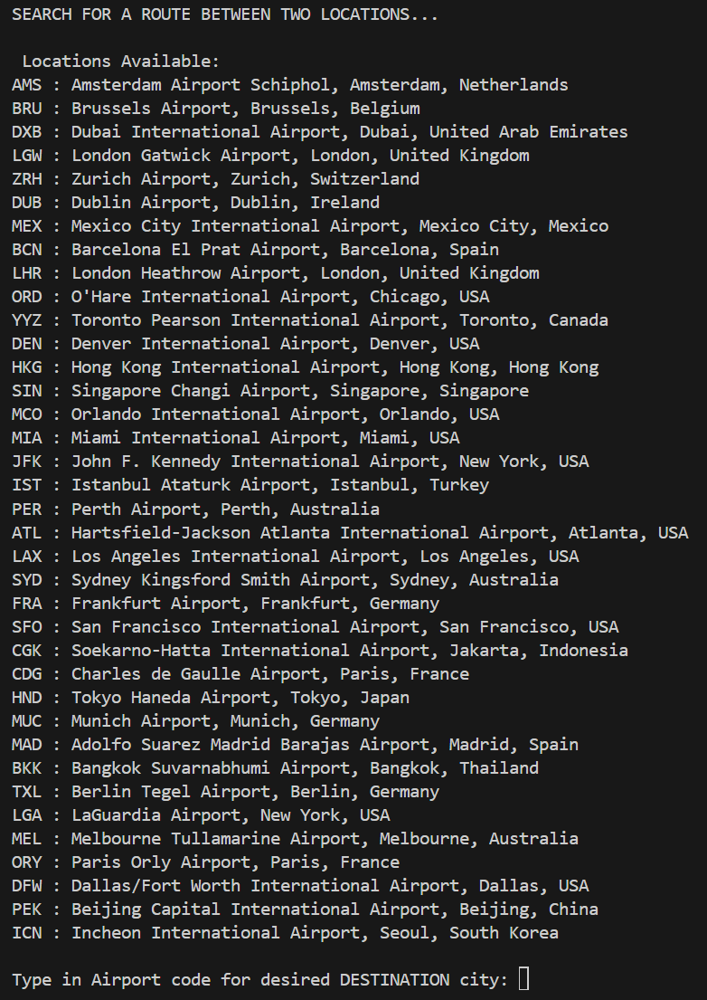 SEARCH FOR A ROUTE BETWEEN TWO LOCATIONS...
Locations Available:
AMS : Amsterdam Airport Schiphol, Amsterdam, Netherlands
BRU : Brussels Airport, Brussels, Belgium
DXB : Dubai International Airport, Dubai, United Arab Emirates
LGW : London Gatwick Airport, London, United Kingdom
ZRH : Zurich Airport, Zurich, Switzerland
DUB : Dublin Airport, Dublin, Ireland
MEX : Mexico City International Airport, Mexico City, Mexico
BCN : Barcelona El Prat Airport, Barcelona, Spain
LHR : London Heathrow Airport, London, United Kingdom
ORD : O'Hare International Airport, Chicago, USA
YYZ : Toronto Pearson International Airport, Toronto, Canada
DEN : Denver International Airport, Denver, USA
HKG : Hong Kong International Airport, Hong Kong, Hong Kong
SIN : Singapore Changi Airport, Singapore, Singapore
MCO : Orlando International Airport, Orlando, USA
MIA : Miami International Airport, Miami, USA
JFK : John F. Kennedy International Airport, New York, USA
IST : Istanbul Ataturk Airport, Istanbul, Turkey
PER : Perth Airport, Perth, Australia
ATL : Hartsfield-Jackson Atlanta International Airport, Atlanta, USA
LAX : Los Angeles International Airport, Los Angeles, USA
SYD : Sydney Kingsford Smith Airport, Sydney, Australia
FRA : Frankfurt Airport, Frankfurt, Germany
SFO : San Francisco International Airport, San Francisco, USA
CGK : Soekarno-Hatta International Airport, Jakarta, Indonesia
CDG : Charles de Gaulle Airport, Paris, France
HND : Tokyo Haneda Airport, Tokyo, Japan
MUC : Munich Airport, Munich, Germany
MAD : Adolfo Suarez Madrid Barajas Airport, Madrid, Spain
BKK : Bangkok Suvarnabhumi Airport, Bangkok, Thailand
TXL : Berlin Tegel Airport, Berlin, Germany
LGA : LaGuardia Airport, New York, USA
MEL : Melbourne Tullamarine Airport, Melbourne, Australia
ORY : Paris Orly Airport, Paris, France
DFW : Dallas/Fort Worth International Airport, Dallas, USA
PEK : Beijing Capital International Airport, Beijing, China
ICN : Incheon International Airport, Seoul, South Korea
Type in Airport code for desired DESTINATION city: